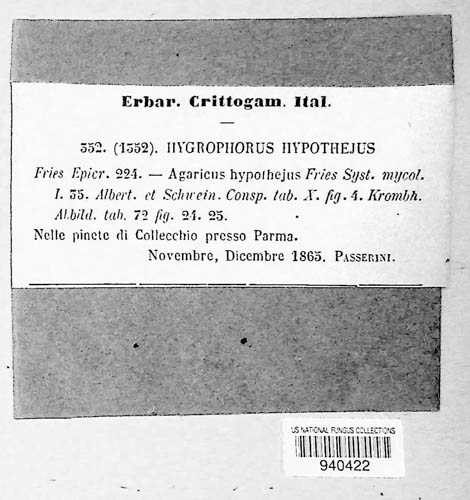 Erbar. Crittogam. Ital.
—
352. (1352). HYGROPHORUS HYPOTHEJUS
Fries Epicr. 224. — Agaricus hypothejus Fries Syst. mycol.
I. 35. Albert. et Schwein. Consp. tab. X. fig. 4. Krombh.
Abbild. tab. 72 fig. 24. 25.
Nelle pinete di Collecchio presso Parma.
Novembre, Dicembre 1865. PASSERINI.
US NATIONAL FUNGUS COLLECTIONS
940422